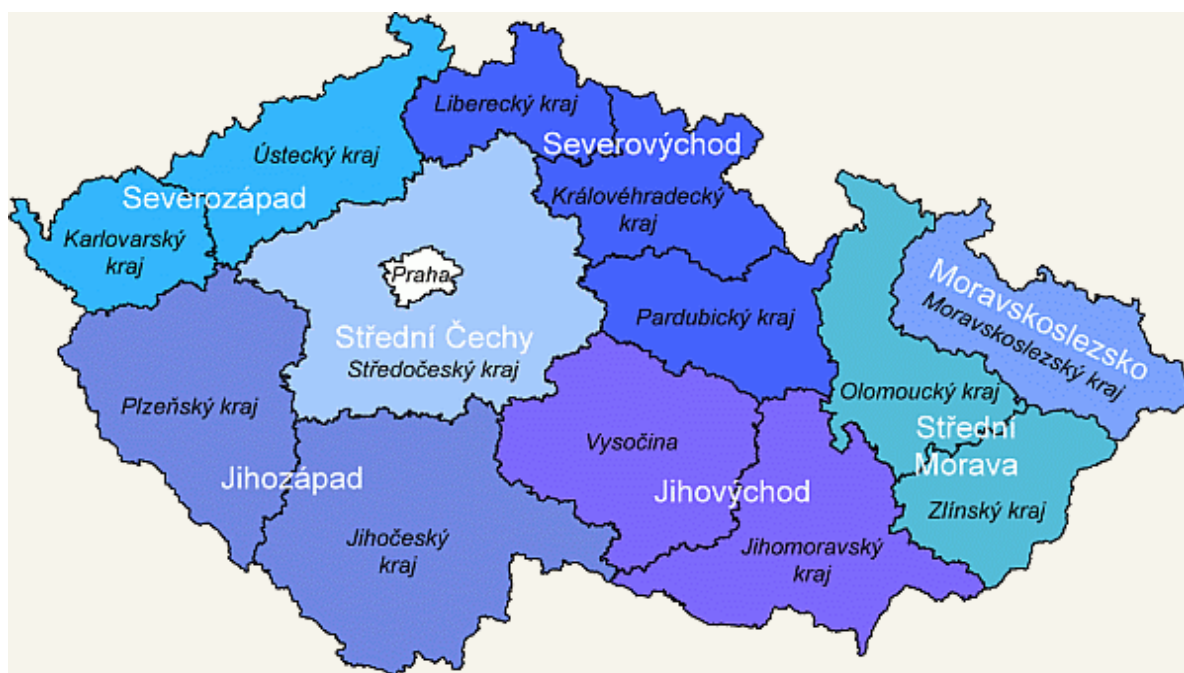 Liberecký kraj
Severovýchod
Ústecký kraj
Severozápad
Královéhradecký
kraj
Karlovarský
kraj
Praha
Moravskoslezsko
Moravskoslezský kraj
Pardubický kraj
Střední Čechy
Středočeský kraj
Olomoucký kraj
Plzeňský kraj
Střední
Morava
Vysočina
Jihozápad
Jihovýchod
Zlínský kraj
Jihočeský
kraj
Jihomoravský
kraj